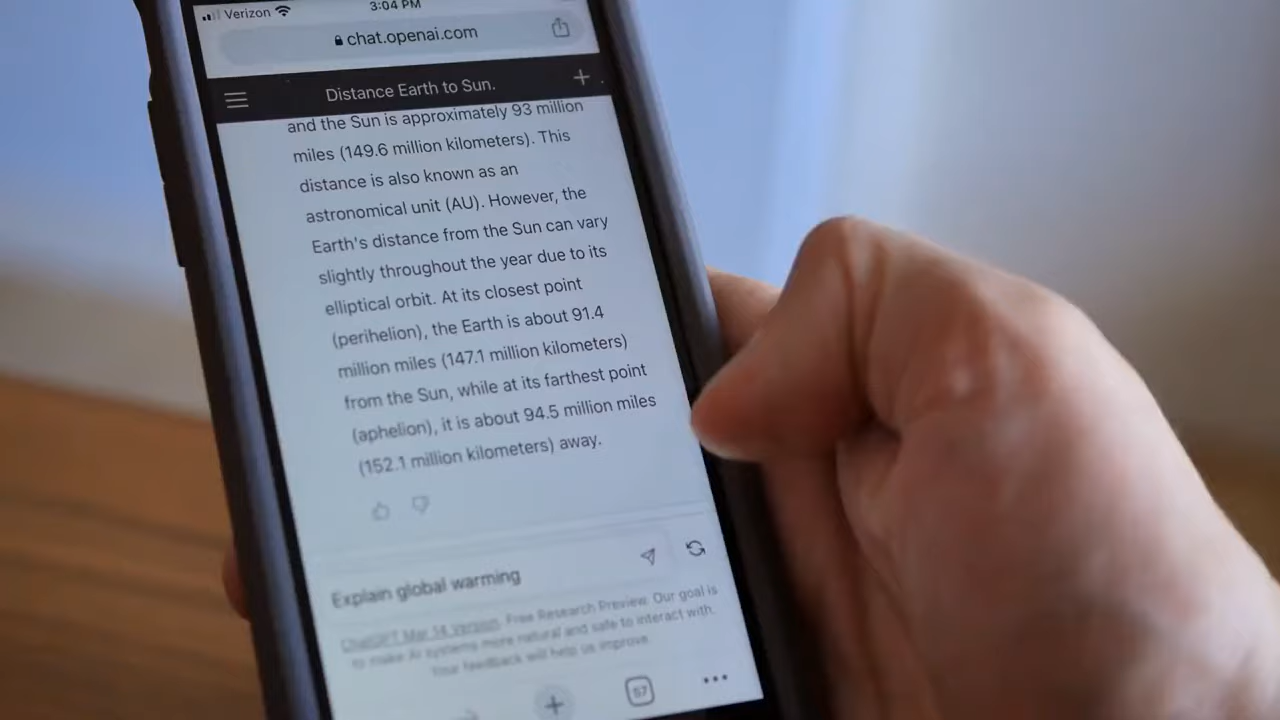 Verizon 3:04 PM
chat.openai.com
Distance Earth to Sun.
and the Sun is approximately 93 million
miles (149.6 million kilometers). This
distance is also known as an
astronomical unit (AU). However, the
Earth's distance from the Sun can vary
slightly throughout the year due to its
elliptical orbit. At its closest point
(perihelion), the Earth is about 91.4
million miles (147.1 million kilometers)
from the Sun, while at its farthest point
(aphelion), it is about 94.5 million miles
(152.1 million kilometers) away.
Explain global warming
ChatGPT Mar 14 Version. Free Research Preview. Our goal is
to make AI systems more natural and safe to interact with.
Your feedback will help us improve.
57